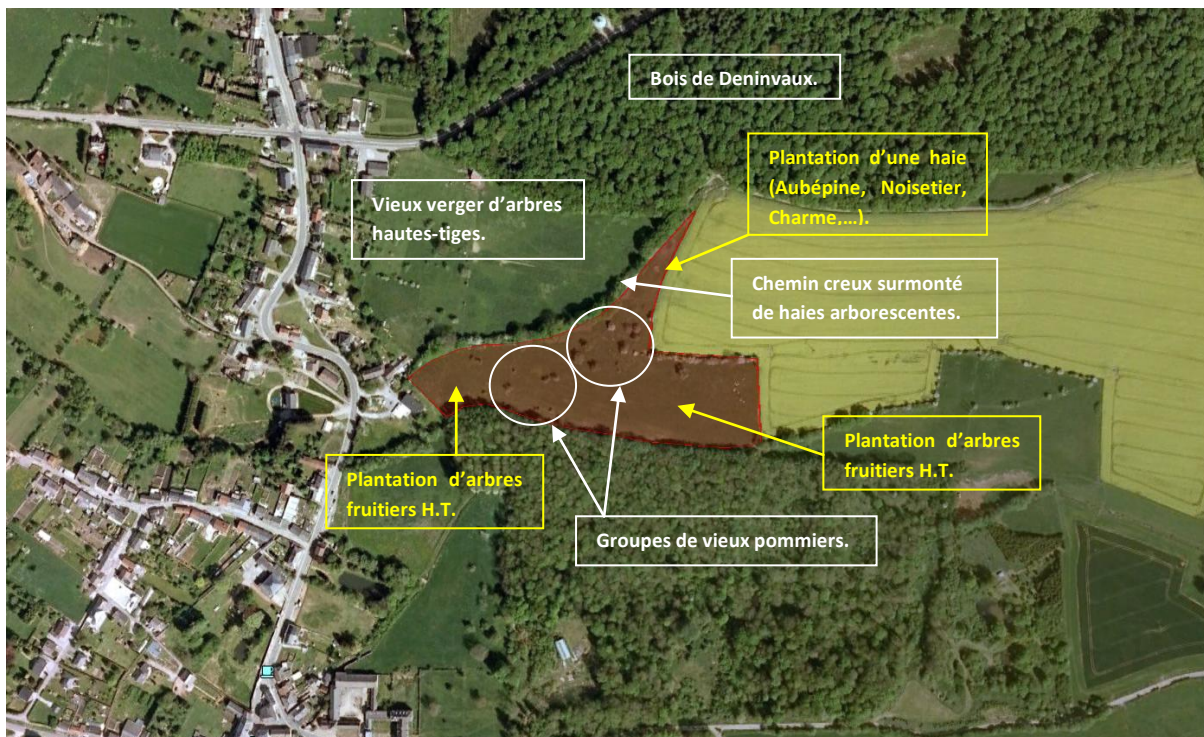 Bois de Deninvaux.
Plantation d’une haie
(Aubépine, Noisetier,
Charme,…).
Vieux verger d’arbres
hautes-tiges.
Chemin creux surmonté
de haies arborescentes.
Plantation d’arbres
fruitiers H.T.
Plantation d’arbres
fruitiers H.T.
Groupes de vieux pommiers.